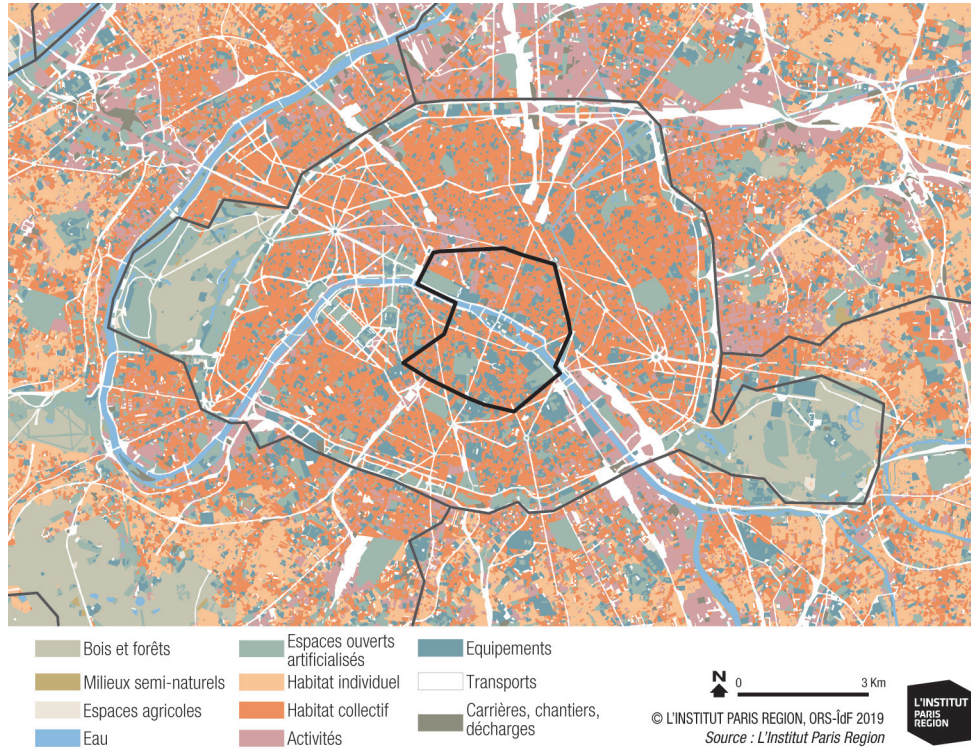 Bois et forêts
Milieux semi-naturels
Espaces agricoles
Eau
Espaces ouverts
artificialisés
Habitat individuel
Habitat collectif
Activités
Equipements
Transports
Carrières, chantiers,
décharges
N
0 3 Km
© L'INSTITUT PARIS REGION, ORS-ÎdF 2019
Source : L'Institut Paris Region
L'INSTITUT
PARIS
REGION